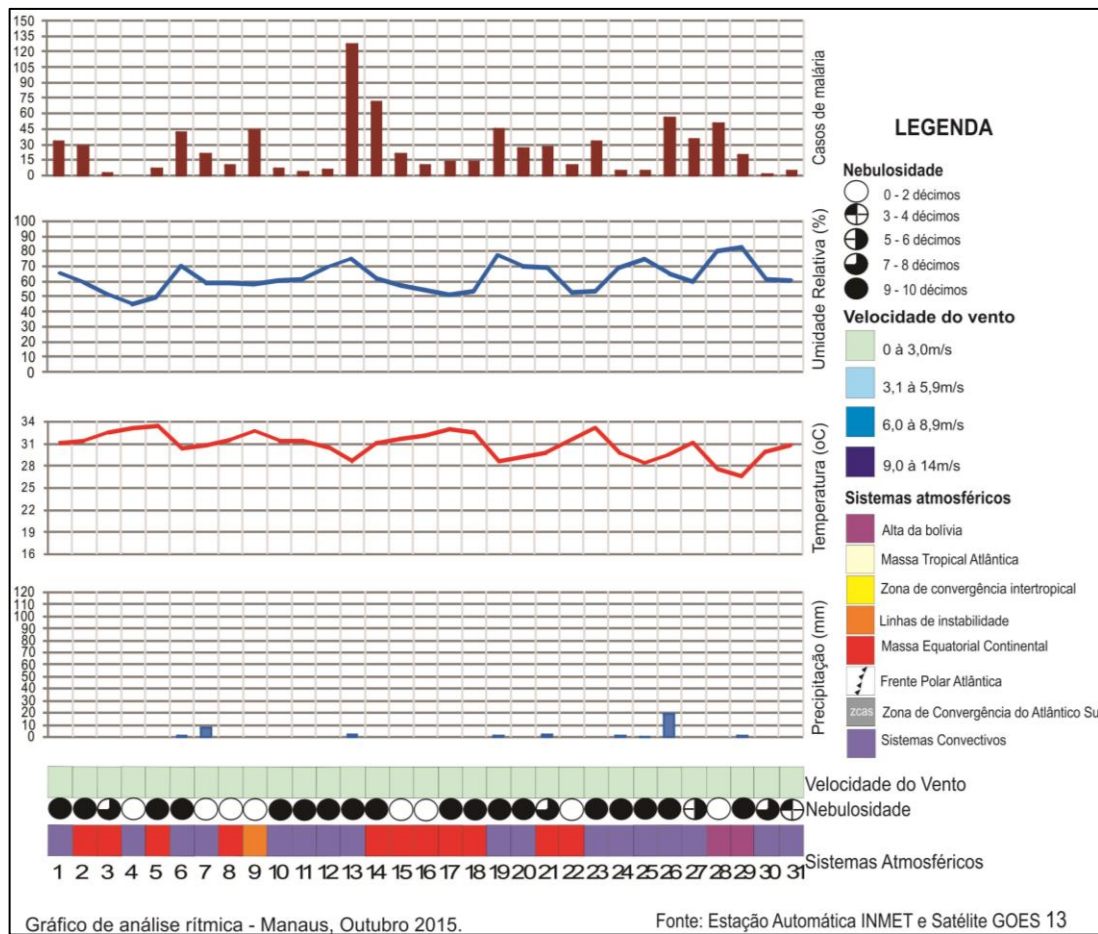 150
135
120
105
90
75
60
45
30
15
0
Casos de malária
100
90
80
70
60
50
40
30
20
10
0
Umidade Relativa (%)
34
31
28
25
22
19
16
Temperatura (oC)
120
110
100
90
80
70
60
50
40
30
20
10
0
Precipitação (mm)
Velocidade do Vento
Nebulosidade
Sistemas Atmosféricos
1 2 3 4 5 6 7 8 9 10 11 12 13 14 15 16 17 18 19 20 21 22 23 24 25 26 27 28 29 30 31
LEGENDA
Nebulosidade
0 - 2 décimos
3 - 4 décimos
5 - 6 décimos
7 - 8 décimos
9 - 10 décimos
Velocidade do vento
0 à 3,0m/s
3,1 à 5,9m/s
6,0 à 8,9m/s
9,0 à 14m/s
Sistemas atmosféricos
Alta da bolívia
Massa Tropical Atlântica
Zona de convergência intertropical
Linhas de instabilidade
Massa Equatorial Continental
Frente Polar Atlântica
zcas Zona de Convergência do Atlântico Su
Sistemas Convectivos
Gráfico de análise rítmica - Manaus, Outubro 2015.
Fonte: Estação Automática INMET e Satélite GOES 13